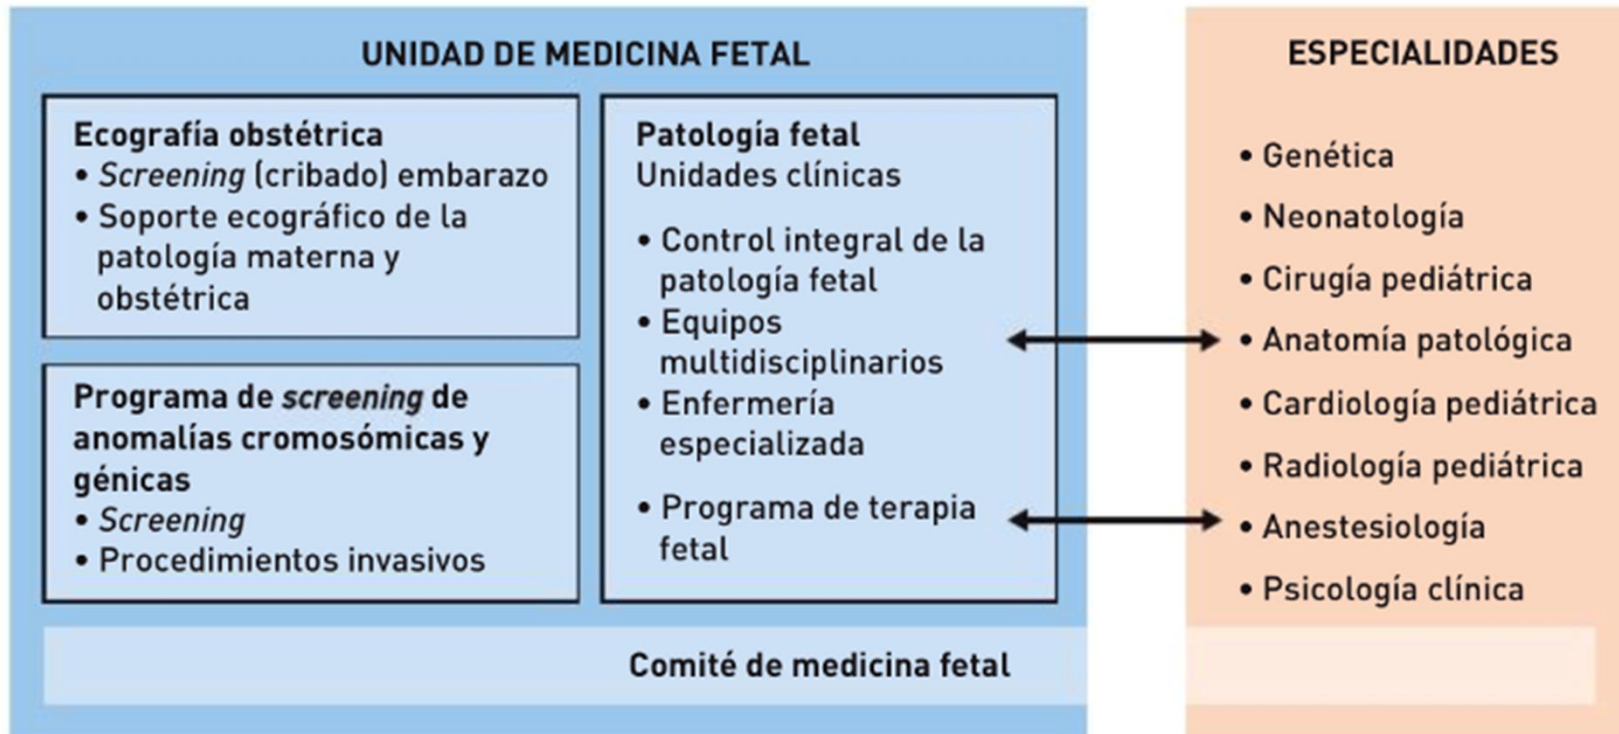 UNIDAD DE MEDICINA FETAL
Ecografía obstétrica
• Screening (cribado) embarazo
• Soporte ecográfico de la
patología materna y
obstétrica
Programa de screening de
anomalías cromosómicas y
génicas
• Screening
• Procedimientos invasivos
Patología fetal
Unidades clínicas
• Control integral de la
patología fetal
• Equipos
multidisciplinarios
• Enfermería
especializada
• Programa de terapia
fetal
Comité de medicina fetal
ESPECIALIDADES
• Genética
• Neonatología
• Cirugía pediátrica
• Anatomía patológica
• Cardiología pediátrica
• Radiología pediátrica
• Anestesiología
• Psicología clínica